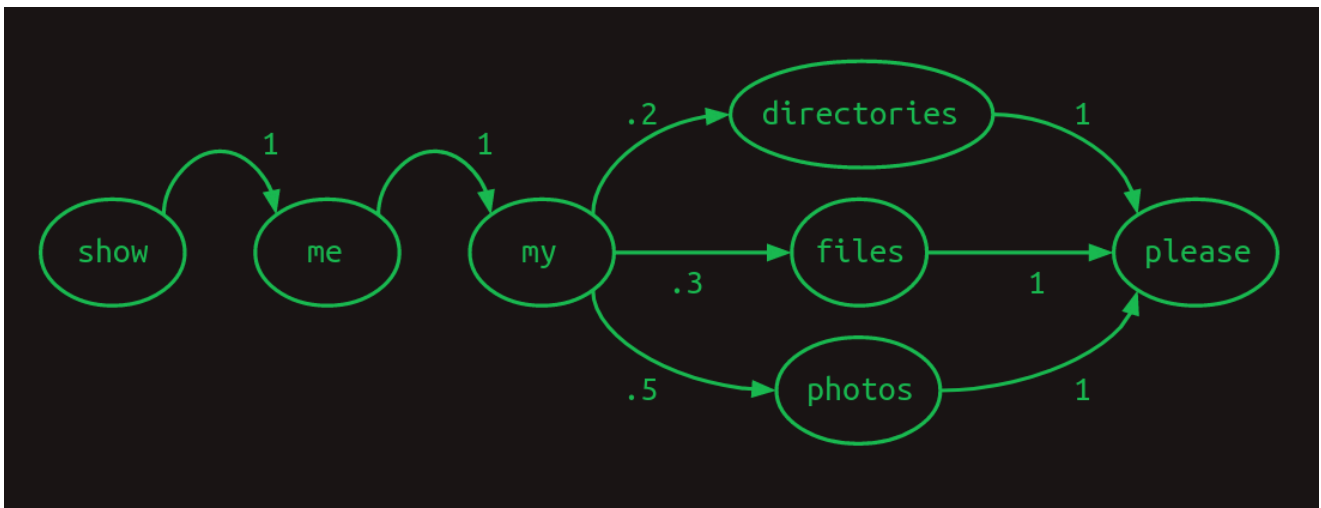 1
1
.2
directories
1
show
me
my
.3
files
1
please
.5
photos
1